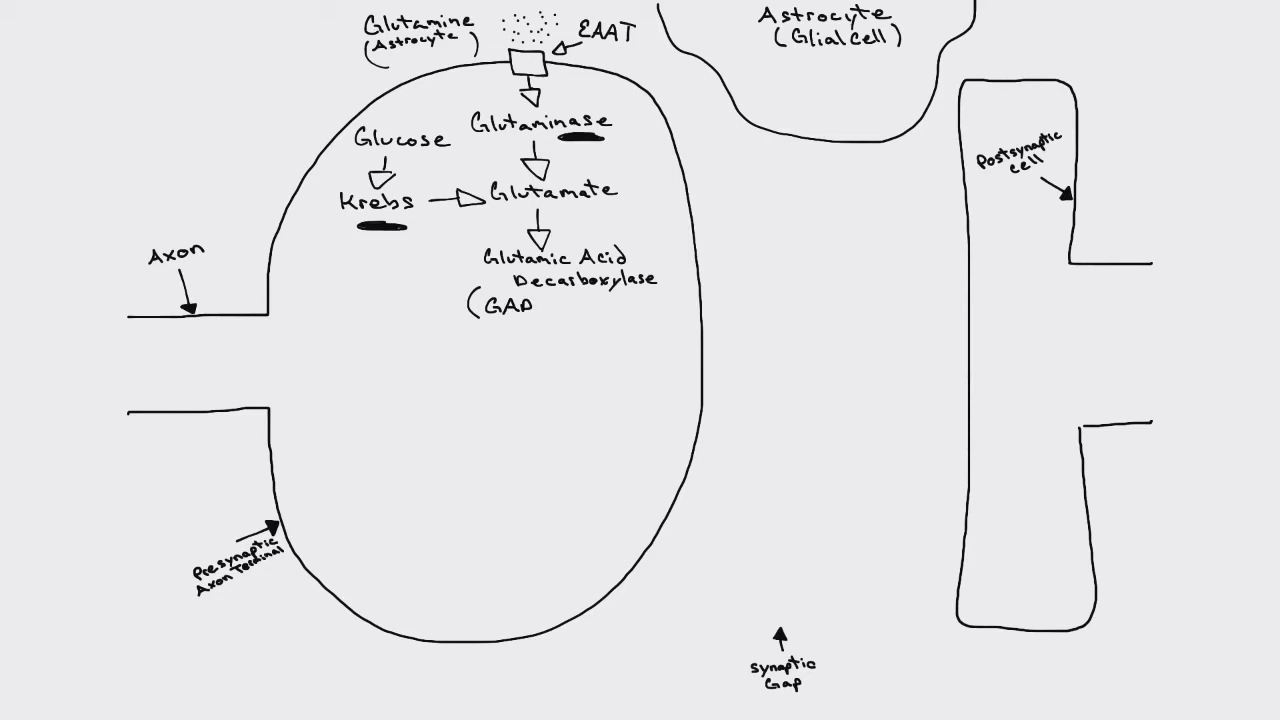 Glutamine
(Astrocyte)
EAAT
Astrocyte
(Glial cell)
Glucose
Glutaminase
Krebs
Glutamate
Glutamic Acid
Decarboxylase
(GAD
Axon
Postsynaptic
cell
Presynaptic
Axon Terminal
Synaptic
Gap